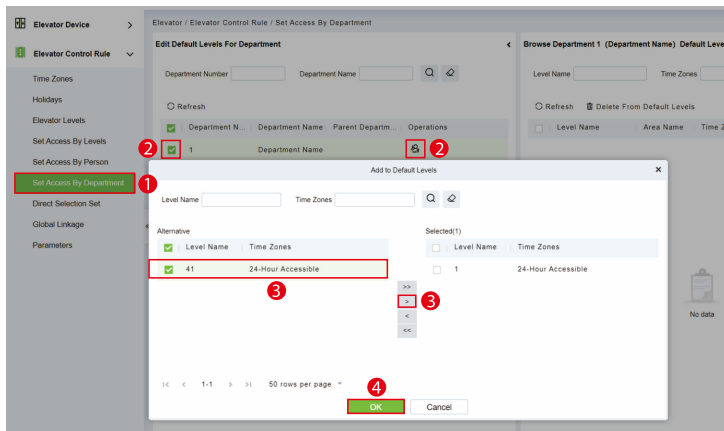 Elevator Device
Elevator / Elevator Control Rule / Set Access By Department
Elevator Control Rule
Edit Default Levels For Department
Browse Department 1 (Department Name) Default Leve
Time Zones
Holidays
Elevator Levels
Set Access By Levels
Set Access By Person
Set Access By Department
Direct Selection Set
Global Linkage
Parameters
Department Number
Department Name
Level Name
Time Zones
Refresh
Refresh
Delete From Default Levels
Department N...
Department Name
Parent Departm...
Operations
Level Name
Area Name
Time Z
2
1
Department Name
2
1
Add to Default Levels
Level Name
Time Zones
Alternative
Selected(1)
Level Name
Time Zones
Level Name
Time Zones
41
24-Hour Accessible
1
24-Hour Accessible
3
>>
>
3
<
<<
No data
1-1
50 rows per page
4
OK
Cancel